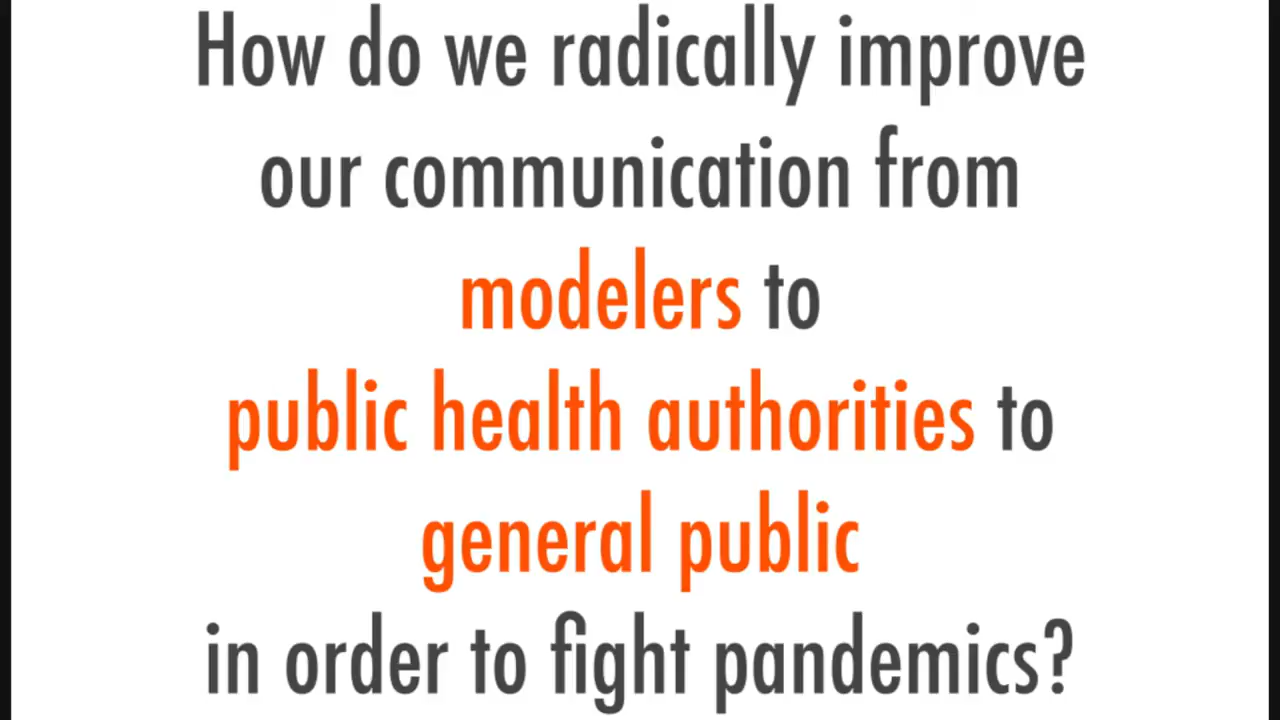 How do we radically improve
our communication from
modelers to
public health authorities to
general public
in order to fight pandemics?